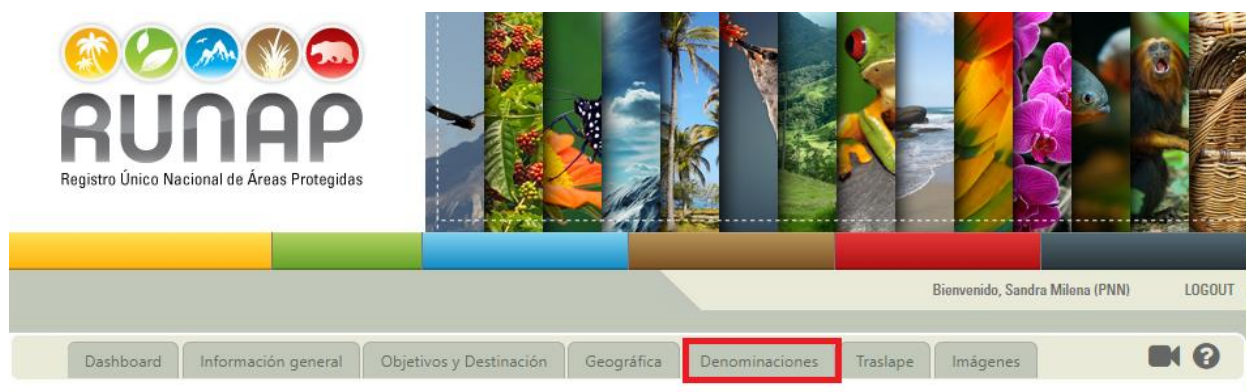 RUNAP
Registro Único Nacional de Áreas Protegidas
Bienvenido, Sandra Milena (PNN) LOGOUT
Dashboard Información general Objetivos y Destinación Geográfica Denominaciones Traslape Imágenes ?